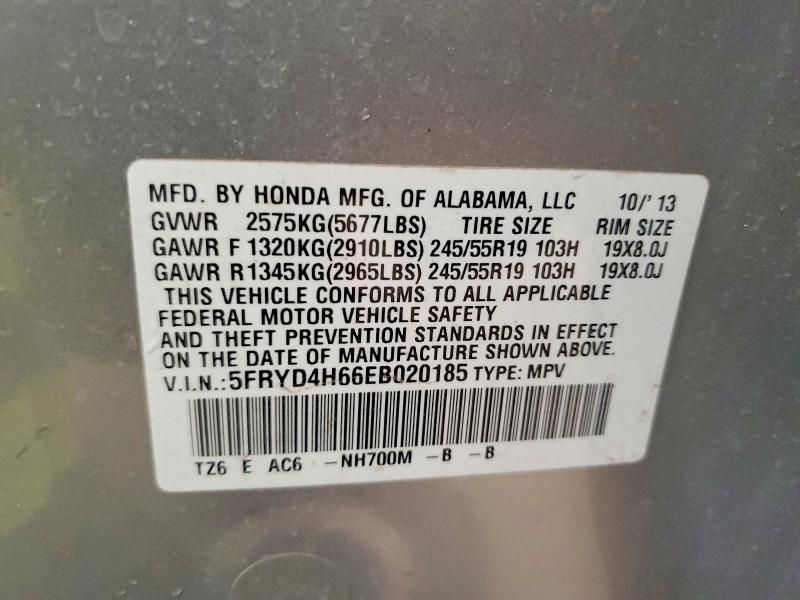 MFD. BY HONDA MFG. OF ALABAMA, LLC 10/' 13
GVWR 2575KG(5677LBS) TIRE SIZE RIM SIZE
GAWR F 1320KG(2910LBS) 245/55R19 103H 19X8.0J
GAWR R1345KG(2965LBS) 245/55R19 103H 19X8.0J
THIS VEHICLE CONFORMS TO ALL APPLICABLE
FEDERAL MOTOR VEHICLE SAFETY
AND THEFT PREVENTION STANDARDS IN EFFECT
ON THE DATE OF MANUFACTURE SHOWN ABOVE.
V.I.N.: 5FRYD4H66EB020185 TYPE: MPV
TZ6 E AC6 –NH700M –B –B